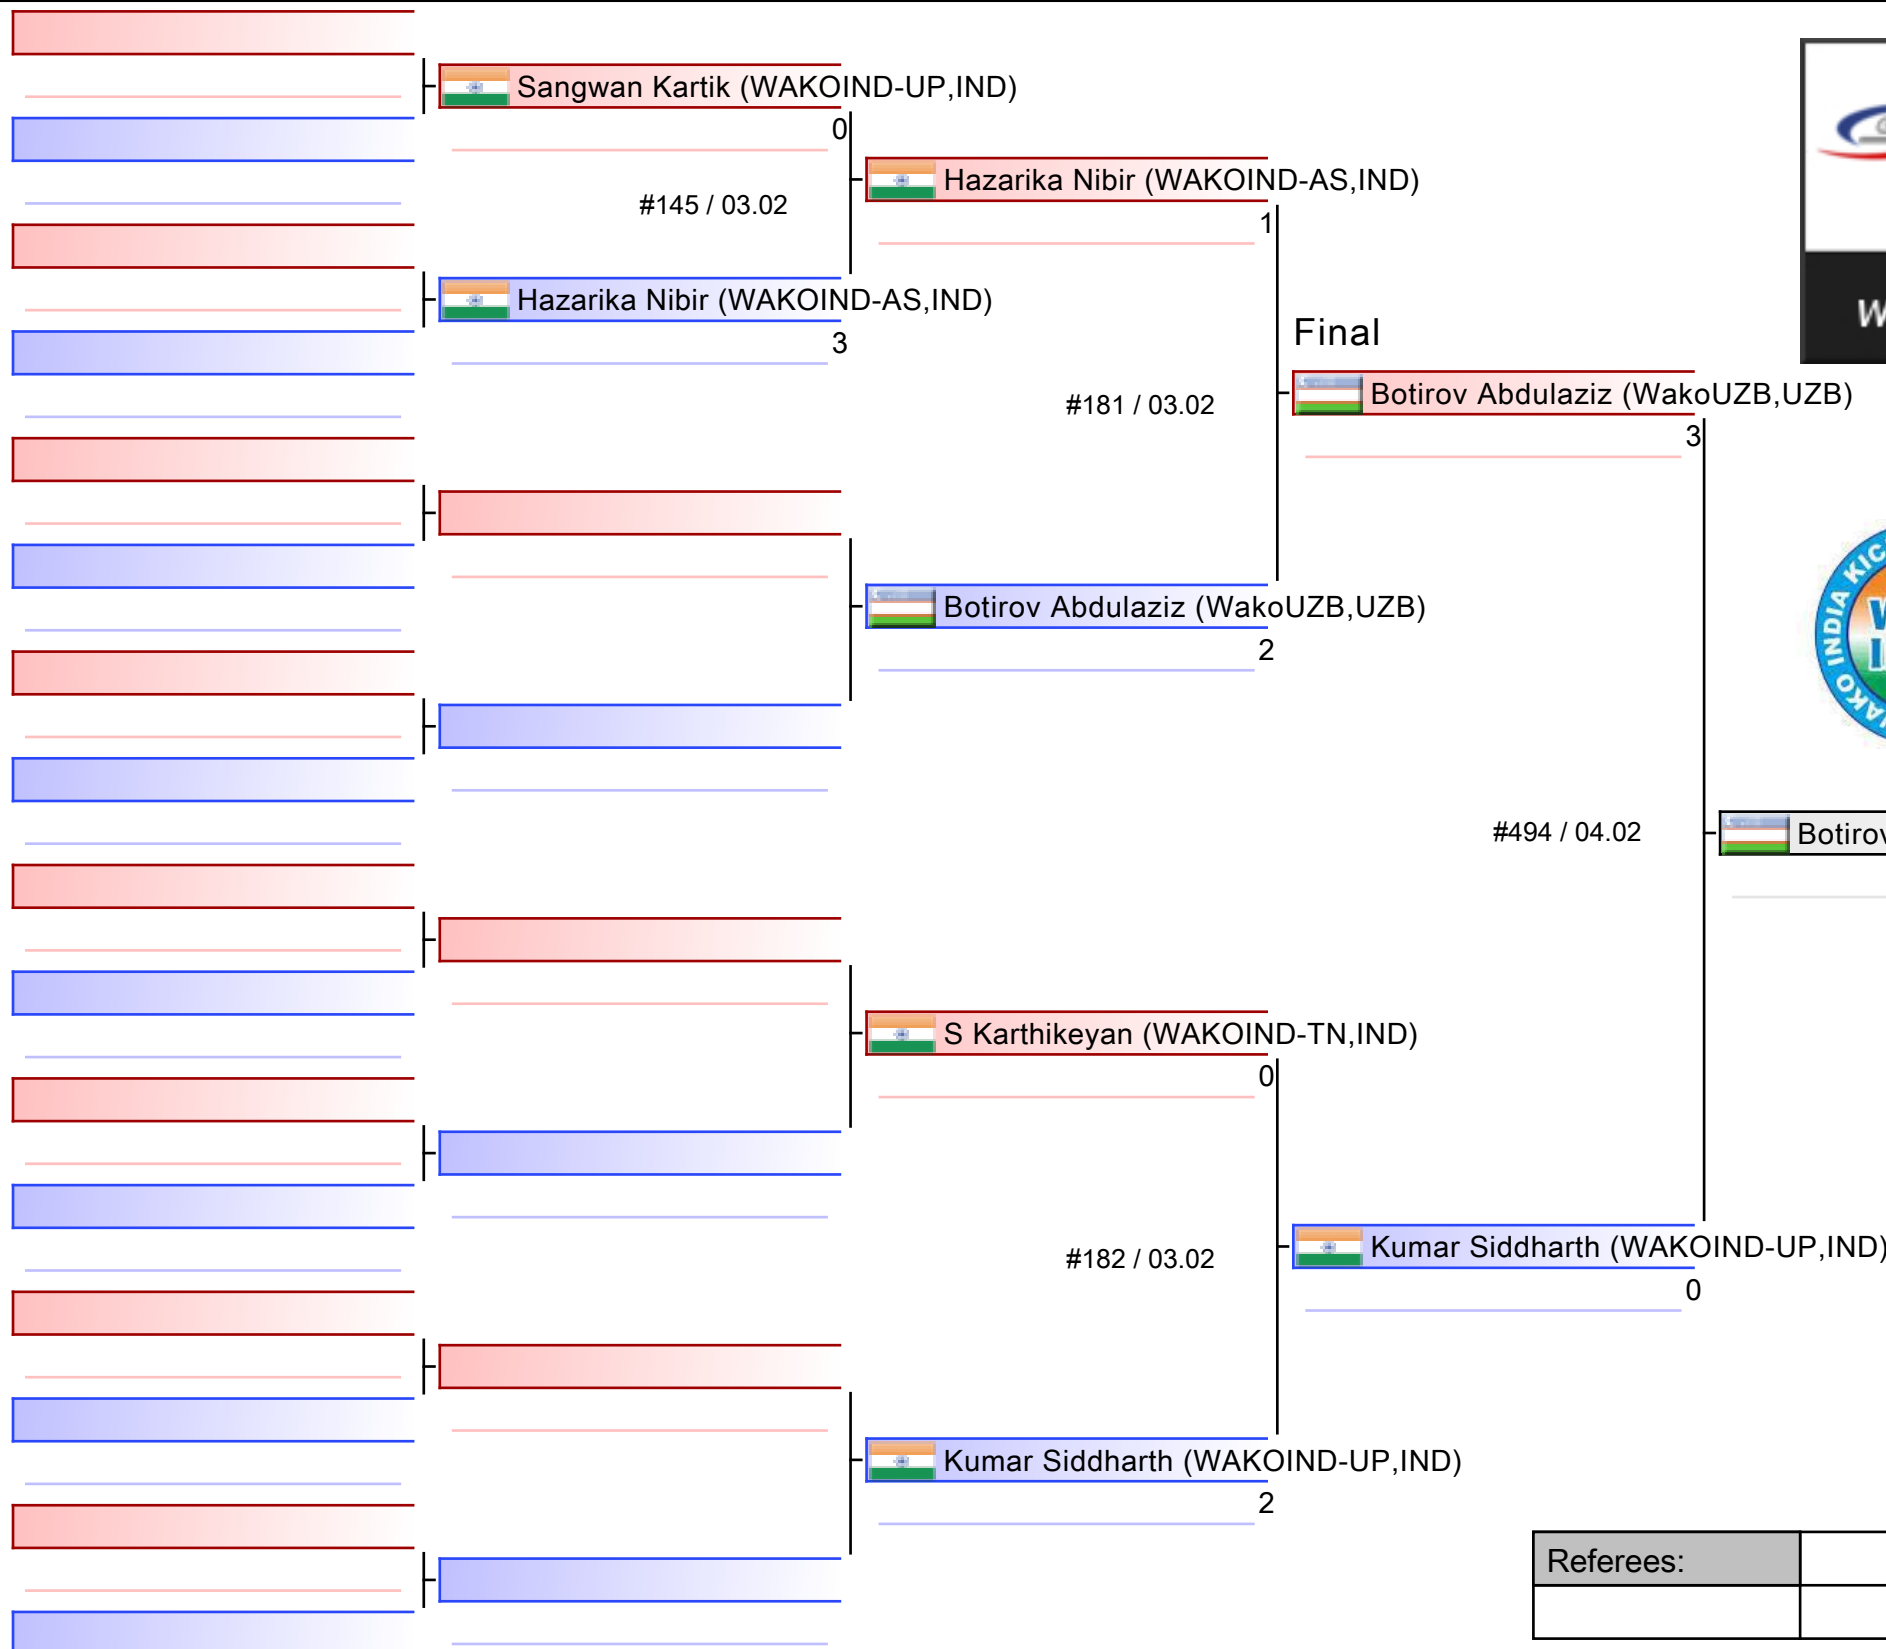 Sangwan Kartik (WAKOIND-UP,IND)
0
Hazarika Nibir (WAKOIND-AS,IND)
#145 / 03.02
1
Hazarika Nibir (WAKOIND-AS,IND)
3
Final
Botirov Abdulaziz (WakoUZB,UZB)
#181 / 03.02
3
Botirov Abdulaziz (WakoUZB,UZB)
2
INDIA
#494 / 04.02
S Karthikeyan (WAKOIND-TN,IND)
0
Kumar Siddharth (WAKOIND-UP,IND)
#182 / 03.02
0
Kumar Siddharth (WAKOIND-UP,IND)
2
Referees: